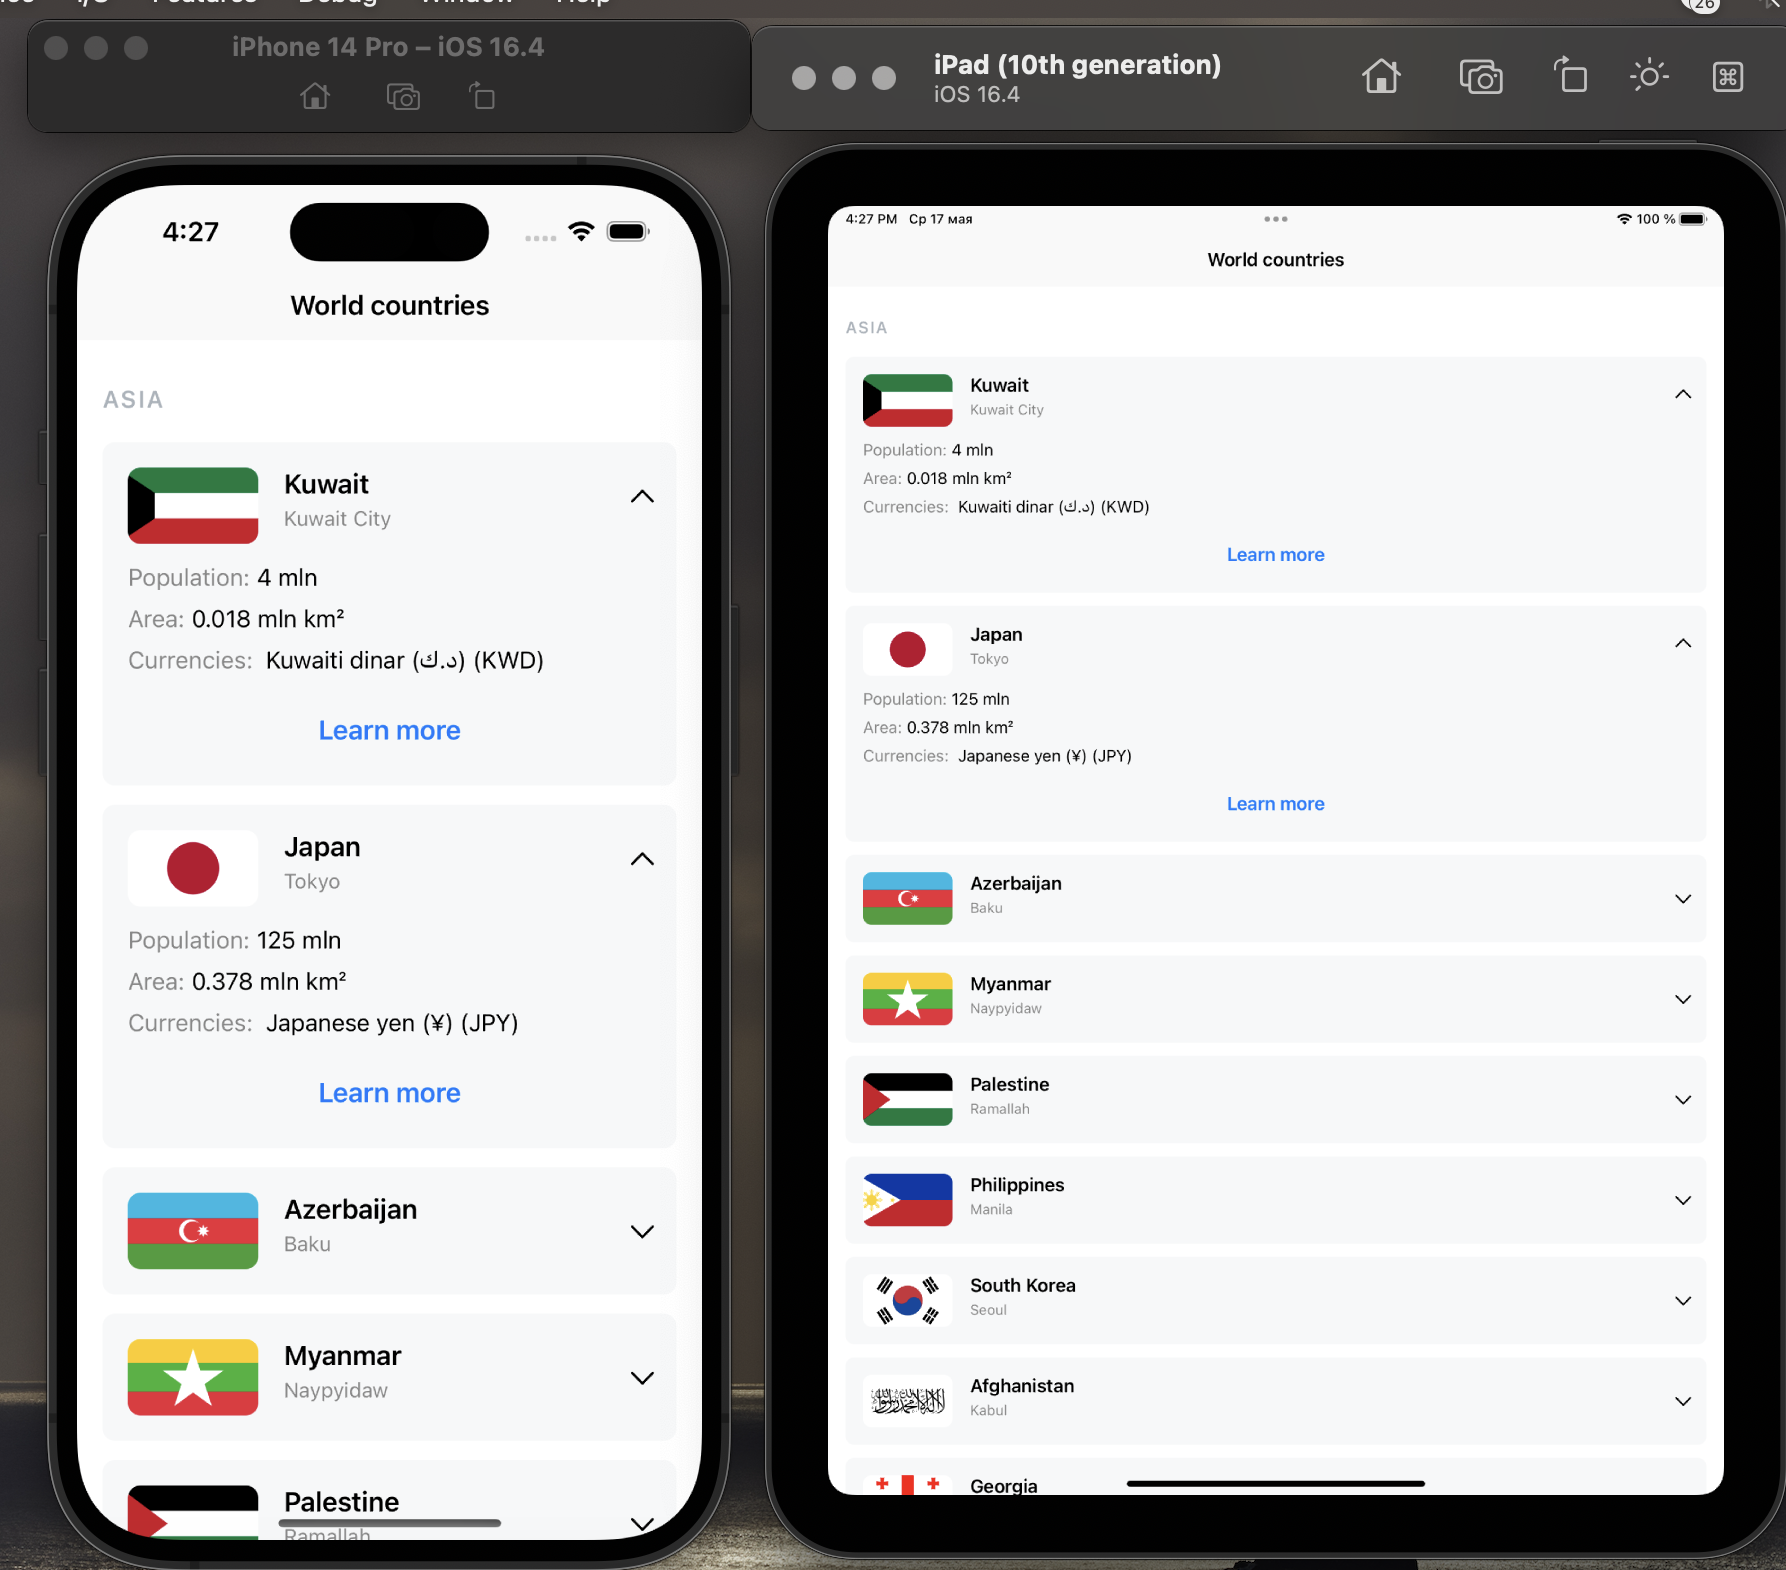 Features Debug Window Help
26
iPhone 14 Pro – iOS 16.4
4:27
World countries
ASIA
Kuwait
Kuwait City
Population: 4 mln
Area: 0.018 mln km²
Currencies: Kuwaiti dinar (د.ك) (KWD)
Learn more
Japan
Tokyo
Population: 125 mln
Area: 0.378 mln km²
Currencies: Japanese yen (¥) (JPY)
Learn more
Azerbaijan
Baku
Myanmar
Naypyidaw
Palestine
Ramallah
iPad (10th generation)
iOS 16.4
4:27 PM Ср 17 мая
100 %
World countries
ASIA
Kuwait
Kuwait City
Population: 4 mln
Area: 0.018 mln km²
Currencies: Kuwaiti dinar (د.ك) (KWD)
Learn more
Japan
Tokyo
Population: 125 mln
Area: 0.378 mln km²
Currencies: Japanese yen (¥) (JPY)
Learn more
Azerbaijan
Baku
Myanmar
Naypyidaw
Palestine
Ramallah
Philippines
Manila
South Korea
Seoul
Afghanistan
Kabul
Georgia